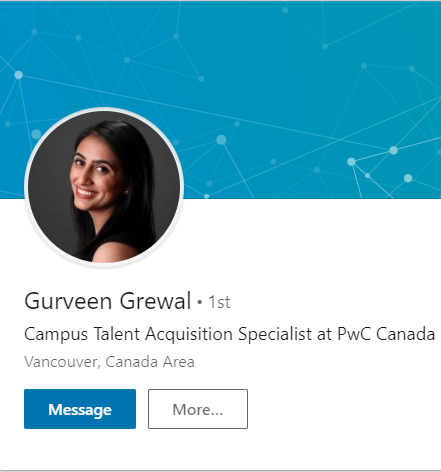 Gurveen Grewal • 1st
Campus Talent Acquisition Specialist at PwC Canada
Vancouver, Canada Area
Message More...